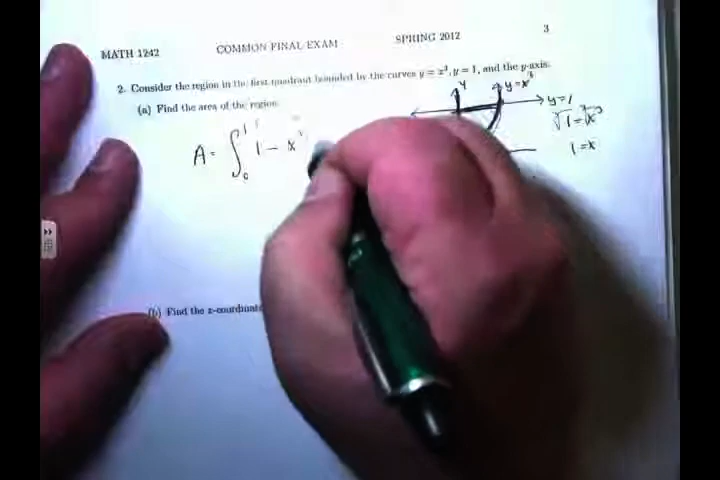 MATH 1242 COMMON FINAL EXAM SPRING 2012 3
2. Consider the region in the first quadrant bounded by the curves y = x³, y = 1, and the y-axis.
(a) Find the area of the region.
y y=x³
y=1
1=x
A= ∫₀¹ 1 - x
(b) Find the x-coordinate